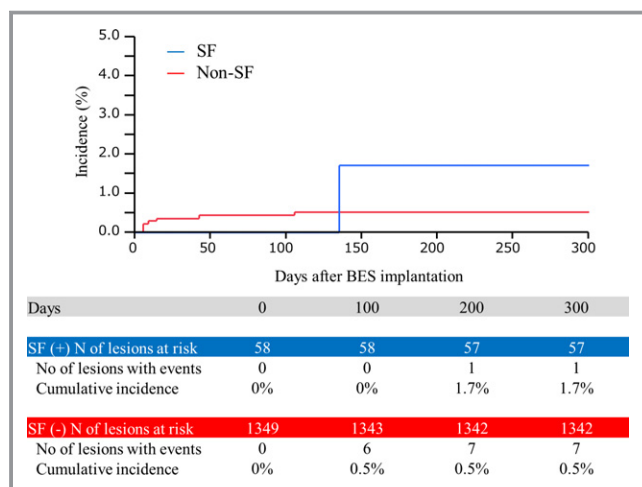 5.0
SF
4.0
Non-SF
3.0
2.0
1.0
0.0
Incidence (%)
0 50 100 150 200 250 300
Days after BES implantation
Days 0 100 200 300
SF (+) N of lesions at risk 58 58 57 57
No of lesions with events 0 0 1 1
Cumulative incidence 0% 0% 1.7% 1.7%
SF (-) N of lesions at risk 1349 1343 1342 1342
No of lesions with events 0 6 7 7
Cumulative incidence 0% 0.5% 0.5% 0.5%